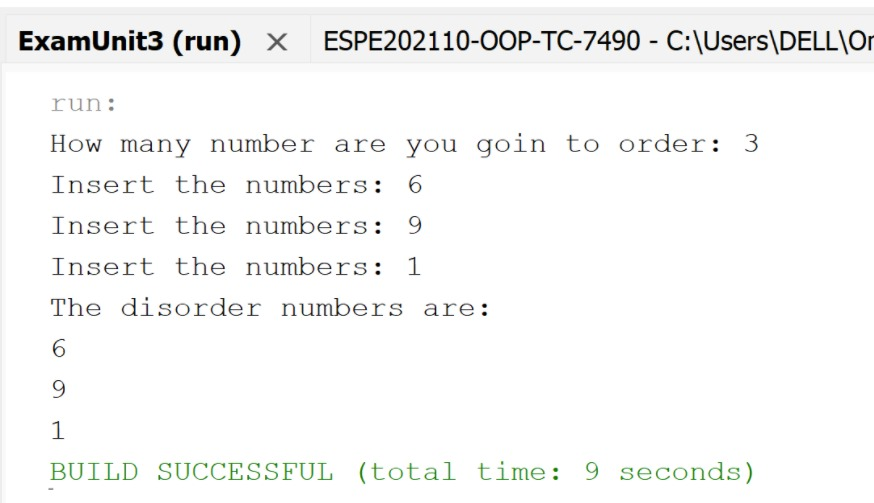 ExamUnit3 (run) × ESPE202110-OOP-TC-7490 - C:\Users\DELL\Or
run:
How many number are you goin to order: 3
Insert the numbers: 6
Insert the numbers: 9
Insert the numbers: 1
The disorder numbers are:
6
9
1
BUILD SUCCESSFUL (total time: 9 seconds)